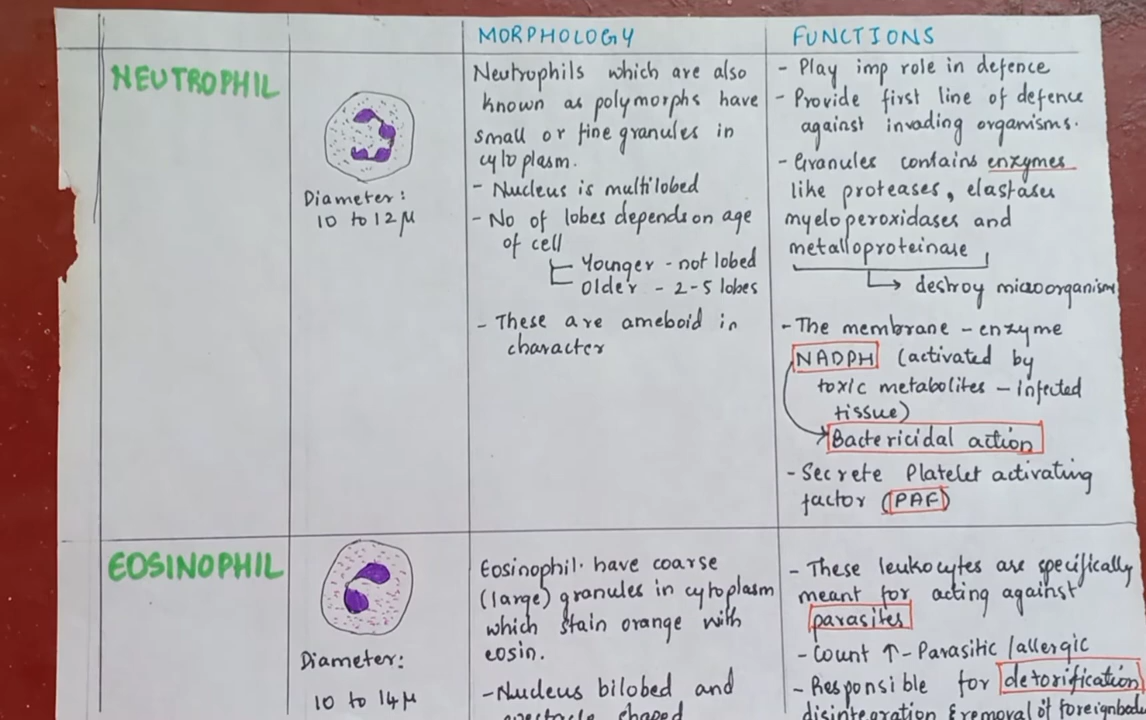 MORPHOLOGY
FUNCTIONS
NEUTROPHIL
Diameter:
10 to 12 µ
Neutrophils which are also
known as polymorphs have
small or fine granules in
cytoplasm.
- Nucleus is multilobed
- No of lobes depends on age
of cell
Younger - not lobed
Older - 2-5 lobes
- These are ameboid in
character
- Play imp role in defence
- Provide first line of defence
against invading organisms.
- Granules contains enzymes
like proteases, elastases
myeloperoxidases and
metalloproteinase
destroy microorganism
- The membrane - enzyme
NADPH (activated by
toxic metabolites - infected
tissue)
Bactericidal action
- Secrete Platelet activating
factor (PAF)
EOSINOPHIL
Diameter:
10 to 14 µ
Eosinophil. have coarse
(large) granules in cytoplasm
which stain orange with
eosin.
- Nucleus bilobed and
spectacle shaped
- These leukocytes are specifically
meant for acting against
parasites
- Count ↑ - Parasitic /allergic
- Responsible for detoxification
disintegration & removal of foreign